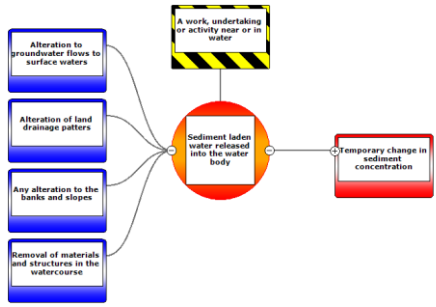 A work, undertaking
or activity near or in
water
Alteration to
groundwater flows to
surface waters
Alteration of land
drainage patters
Any alteration to the
banks and slopes
Removal of materials
and structures in the
watercourse
Sediment laden
water released
into the water
body
Temporary change in
sediment
concentration